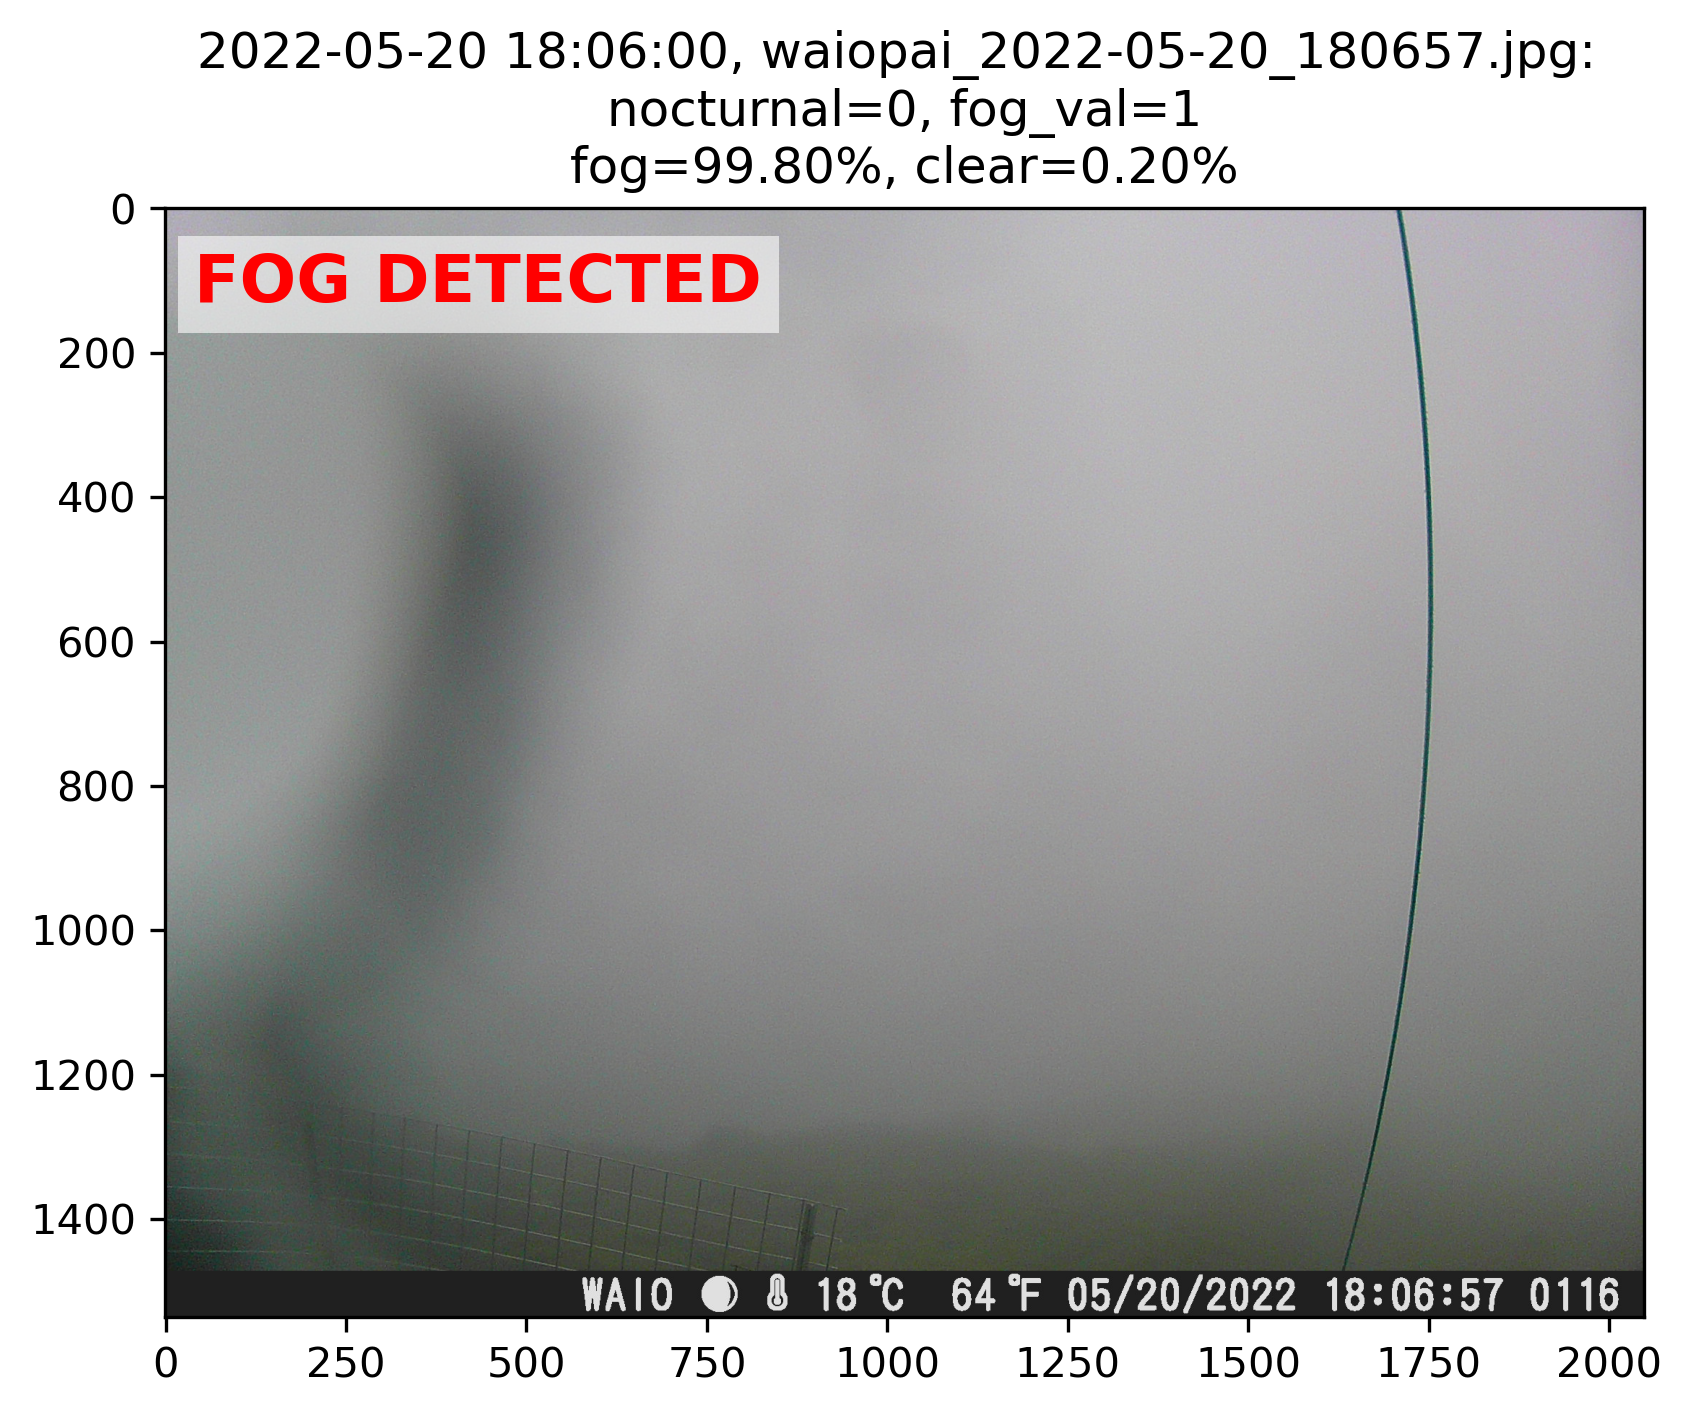 2022-05-20 18:06:00, waiopai_2022-05-20_180657.jpg:
nocturnal=0, fog_val=1
fog=99.80%, clear=0.20%
0
FOG DETECTED
200
400
600
800
1000
1200
1400
WAIO 18°C 64°F 05/20/2022 18:06:57 0116
0 250 500 750 1000 1250 1500 1750 2000